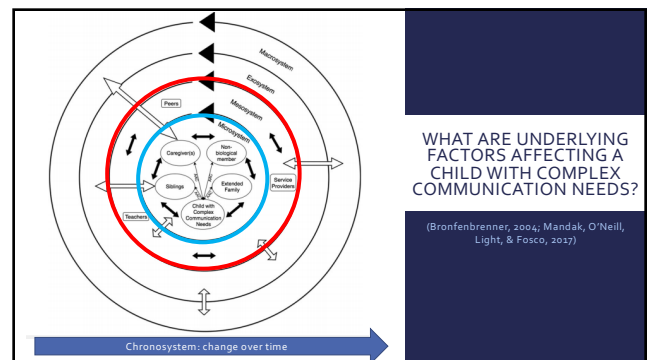 Macrosystem
Exosystem
Mesosystem
Microsystem
Peers
Caregiver(s)
Non-
biological
member
Siblings
Extended
Family
Service
Providers
Child with
Complex
Communication
Needs
Teachers
Chronosystem: change over time
WHAT ARE UNDERLYING
FACTORS AFFECTING A
CHILD WITH COMPLEX
COMMUNICATION NEEDS?
(Bronfenbrenner, 2004; Mandak, O'Neill,
Light, & Fosco, 2017)